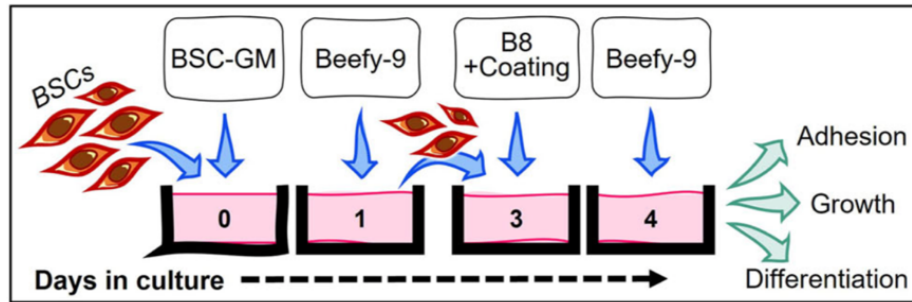 BSCs
BSC-GM
Beefy-9
B8
+Coating
Beefy-9
0
1
3
4
Adhesion
Growth
Differentiation
Days in culture